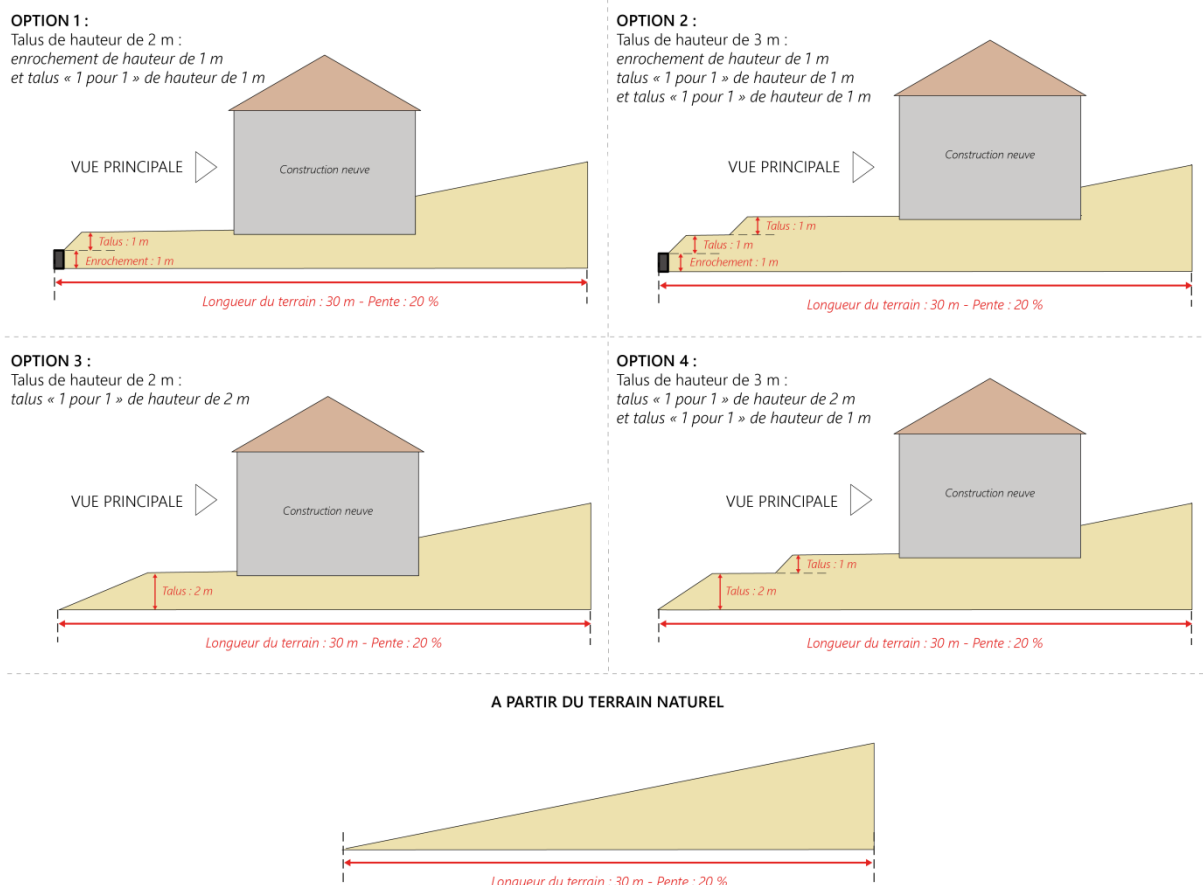 OPTION 1 :
Talus de hauteur de 2 m :
enrochement de hauteur de 1 m
et talus « 1 pour 1 » de hauteur de 1 m
VUE PRINCIPALE
Construction neuve
Talus : 1 m
Enrochement : 1 m
Longueur du terrain : 30 m - Pente : 20 %
OPTION 2 :
Talus de hauteur de 3 m :
enrochement de hauteur de 1 m
talus « 1 pour 1 » de hauteur de 1 m
et talus « 1 pour 1 » de hauteur de 1 m
VUE PRINCIPALE
Construction neuve
Talus : 1 m
Talus : 1 m
Enrochement : 1 m
Longueur du terrain : 30 m - Pente : 20 %
OPTION 3 :
Talus de hauteur de 2 m :
talus « 1 pour 1 » de hauteur de 2 m
VUE PRINCIPALE
Construction neuve
Talus : 2 m
Longueur du terrain : 30 m - Pente : 20 %
OPTION 4 :
Talus de hauteur de 3 m :
talus « 1 pour 1 » de hauteur de 2 m
et talus « 1 pour 1 » de hauteur de 1 m
VUE PRINCIPALE
Construction neuve
Talus : 1 m
Talus : 2 m
Longueur du terrain : 30 m - Pente : 20 %
A PARTIR DU TERRAIN NATUREL
Longueur du terrain : 30 m - Pente : 20 %